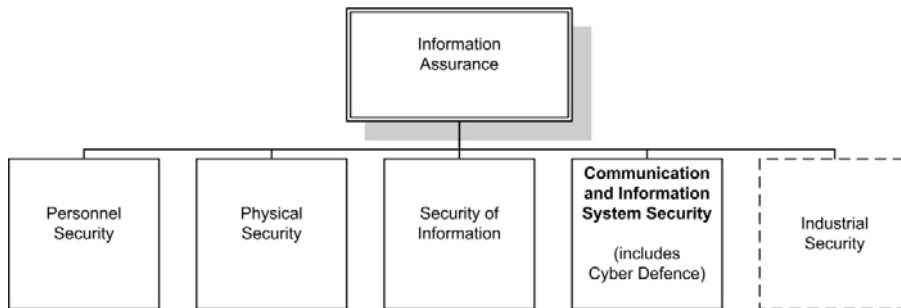 Information
Assurance
Personnel
Security
Physical
Security
Security of
Information
Communication
and Information
System Security
(includes
Cyber Defence)
Industrial
Security